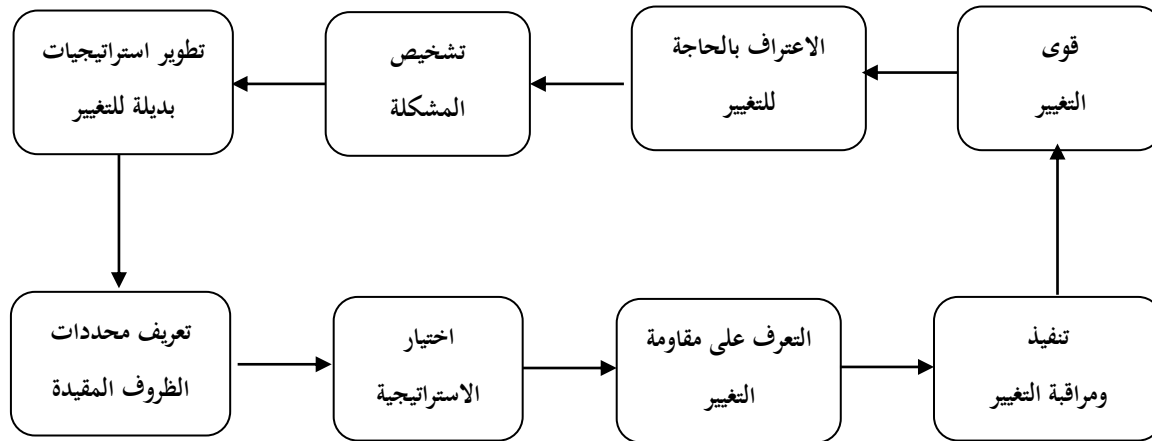 قوى
التغيير
الاعتراف بالحاجة
للتغيير
تشخيص
المشكلة
تطوير استراتيجيات
بديلة للتغيير
تعريف محددات
الظروف المقيدة
اختيار
الاستراتيجية
التعرف على مقاومة
التغيير
تنفيذ
ومراقبة التغيير